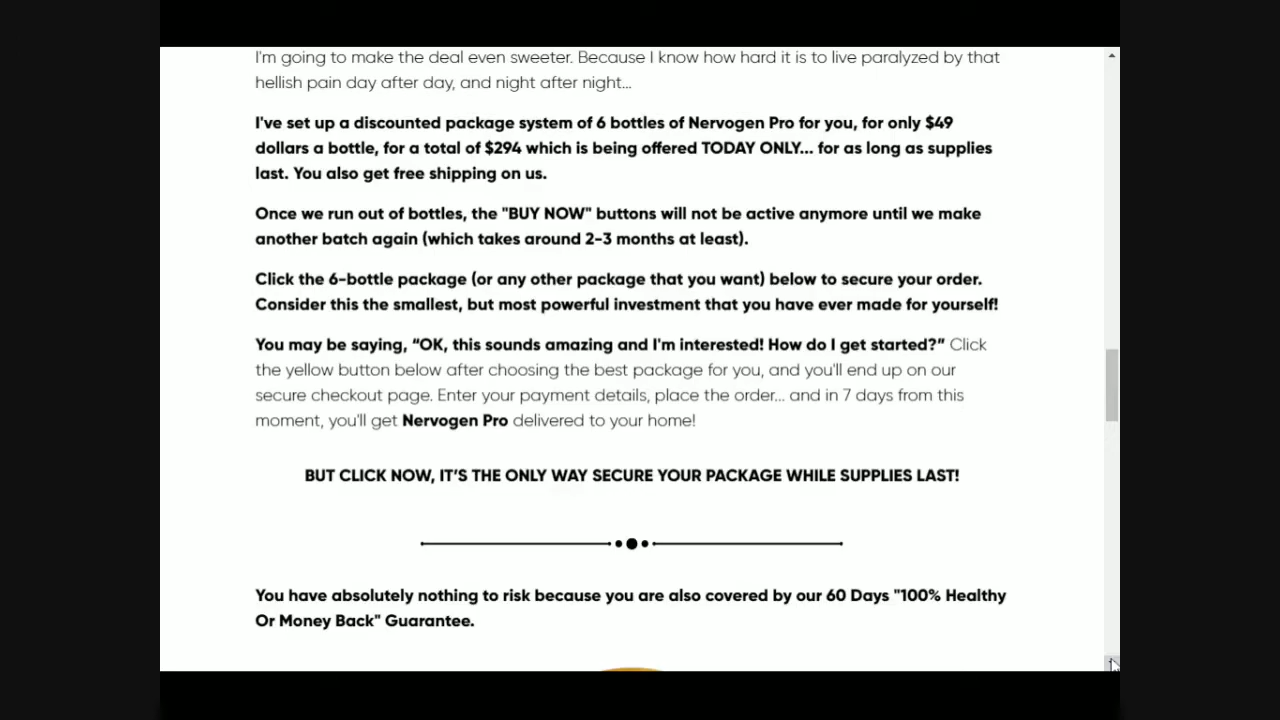 I'm going to make the deal even sweeter. Because I know how hard it is to live paralyzed by that
hellish pain day after day, and night after night...
I've set up a discounted package system of 6 bottles of Nervogen Pro for you, for only $49
dollars a bottle, for a total of $294 which is being offered TODAY ONLY... for as long as supplies
last. You also get free shipping on us.
Once we run out of bottles, the "BUY NOW" buttons will not be active anymore until we make
another batch again (which takes around 2-3 months at least).
Click the 6-bottle package (or any other package that you want) below to secure your order.
Consider this the smallest, but most powerful investment that you have ever made for yourself!
You may be saying, “OK, this sounds amazing and I'm interested! How do I get started?” Click
the yellow button below after choosing the best package for you, and you'll end up on our
secure checkout page. Enter your payment details, place the order... and in 7 days from this
moment, you'll get Nervogen Pro delivered to your home!
BUT CLICK NOW, IT’S THE ONLY WAY SECURE YOUR PACKAGE WHILE SUPPLIES LAST!
You have absolutely nothing to risk because you are also covered by our 60 Days "100% Healthy
Or Money Back" Guarantee.